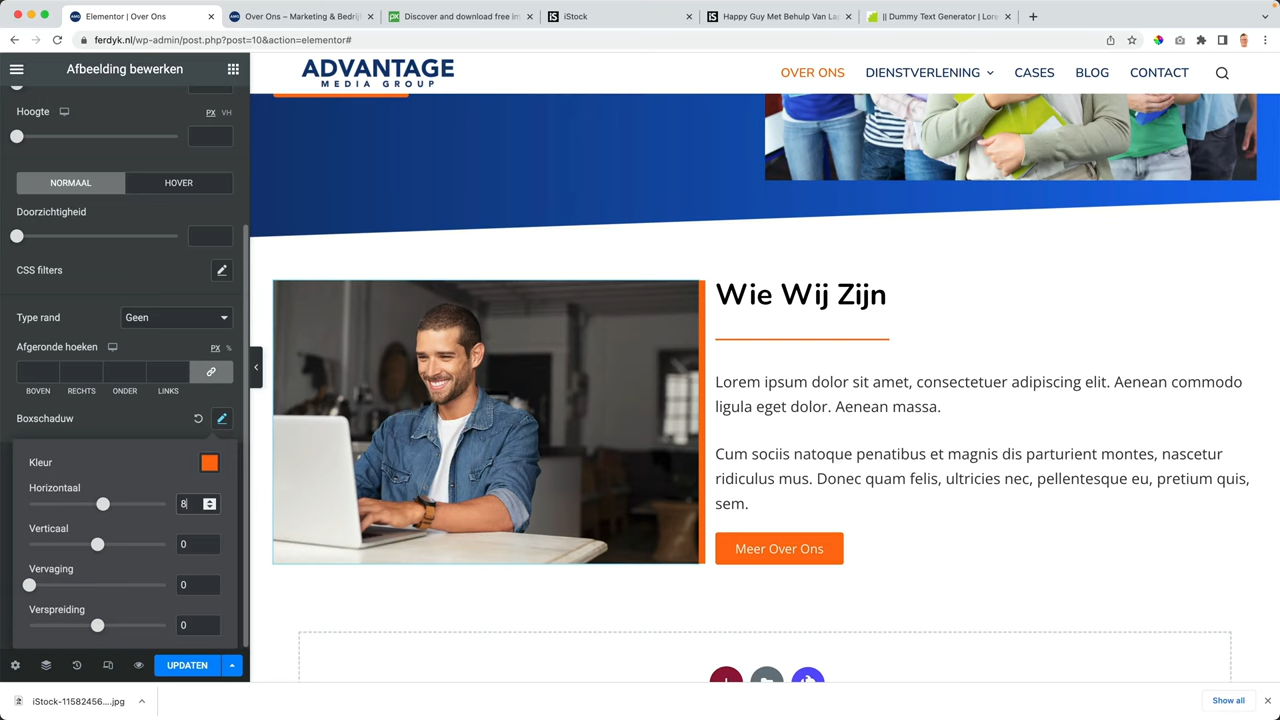 Elementor | Over Ons
Over Ons – Marketing & Bedrij
Discover and download free im
iStock
Happy Guy Met Behulp Van Lap
Dummy Text Generator | Lore
ferdyk.nl/wp-admin/post.php?post=10&action=elementor#
Afbeelding bewerken
ADVANTAGE
MEDIA GROUP
OVER ONS
DIENSTVERLENING
CASES
BLOG
CONTACT
Hoogte
PX
VH
NORMAAL
HOVER
Doorzichtigheid
CSS filters
Type rand
Geen
Afgeronde hoeken
PX
%
BOVEN
RECHTS
ONDER
LINKS
Boxschaduw
Kleur
Horizontaal
8
Verticaal
0
Vervaging
0
Verspreiding
0
UPDATEN
Wie Wij Zijn
Lorem ipsum dolor sit amet, consectetuer adipiscing elit. Aenean commodo
ligula eget dolor. Aenean massa.
Cum sociis natoque penatibus et magnis dis parturient montes, nascetur
ridiculus mus. Donec quam felis, ultricies nec, pellentesque eu, pretium quis,
sem.
Meer Over Ons
iStock-11582456....jpg
Show all